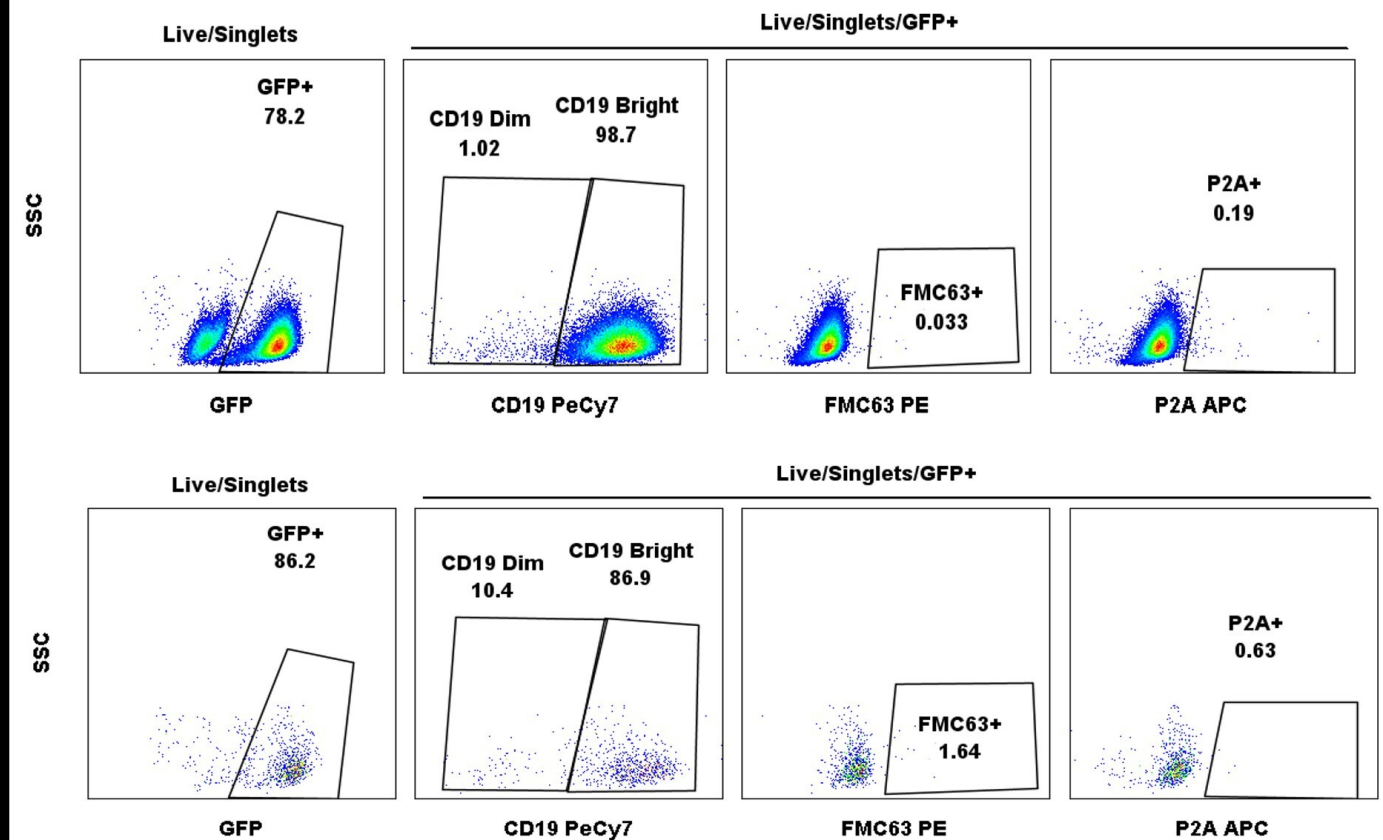 Live/Singlets
Live/Singlets/GFP+
GFP+
78.2
CD19 Dim
1.02
CD19 Bright
98.7
FMC63+
0.033
P2A+
0.19
SSC
GFP
CD19 PeCy7
FMC63 PE
P2A APC
Live/Singlets
Live/Singlets/GFP+
GFP+
86.2
CD19 Dim
10.4
CD19 Bright
86.9
FMC63+
1.64
P2A+
0.63
SSC
GFP
CD19 PeCy7
FMC63 PE
P2A APC